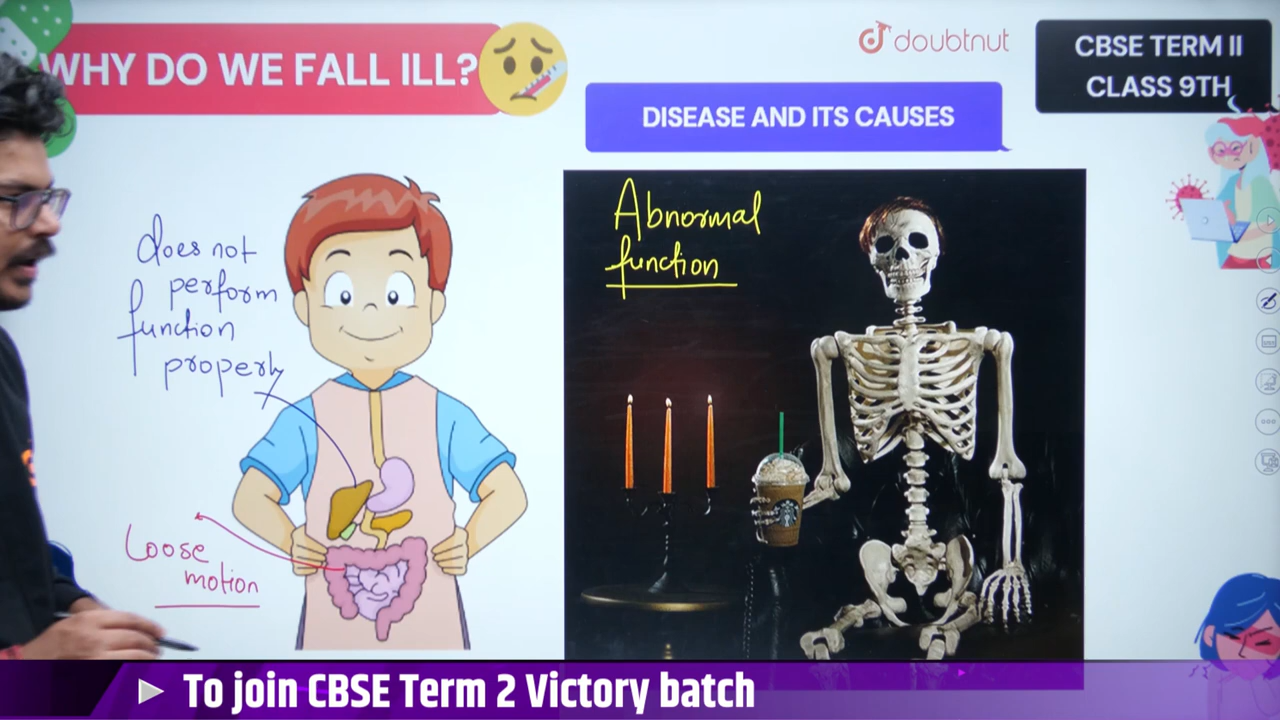 WHY DO WE FALL ILL?
doubtnut
CBSE TERM II
CLASS 9TH
DISEASE AND ITS CAUSES
Abnormal
function
does not
perform
function
properly
Loose
motion
To join CBSE Term 2 Victory batch